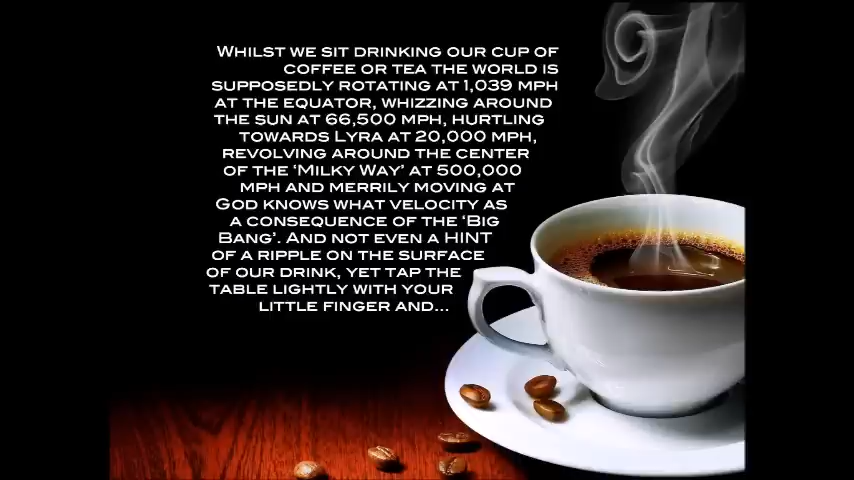 Whilst we sit drinking our cup of
coffee or tea the world is
supposedly rotating at 1,039 mph
at the equator, whizzing around
the sun at 66,500 mph, hurtling
towards Lyra at 20,000 mph,
revolving around the center
of the ‘Milky Way’ at 500,000
mph and merrily moving at
God knows what velocity as
a consequence of the ‘Big
Bang’. And not even a HINT
of a ripple on the surface
of our drink, yet tap the
table lightly with your
little finger and...